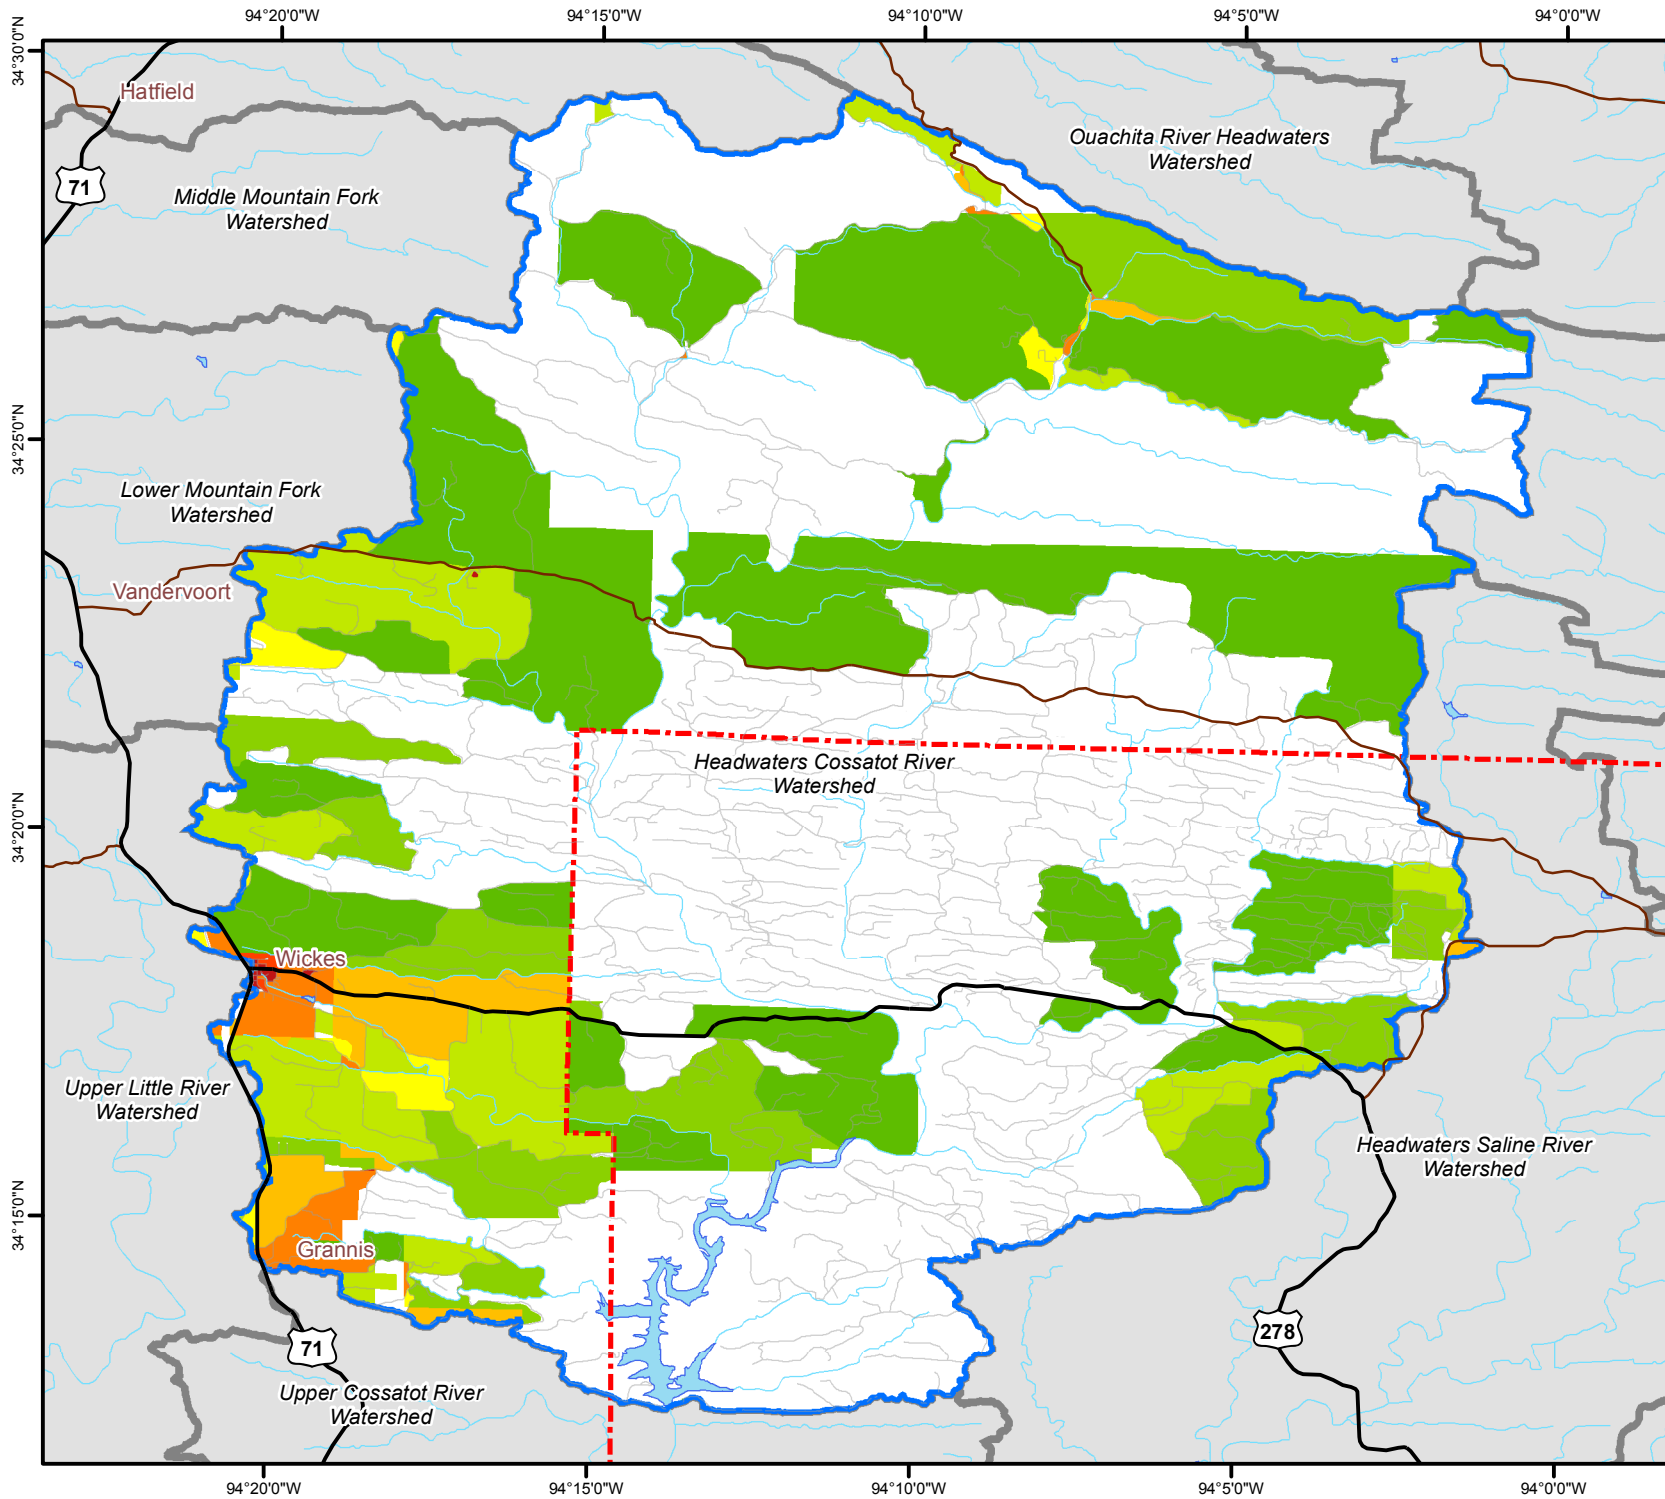 94°20'0"W
94°15'0"W
94°10'0"W
94°5'0"W
94°0'0"W
34°30'0"N
Hatfield
Ouachita River Headwaters
Watershed
71
Middle Mountain Fork
Watershed
34°25'0"N
Lower Mountain Fork
Watershed
Vandervoort
Headwaters Cossatot River
Watershed
34°20'0"N
Wickes
Upper Little River
Watershed
Headwaters Saline River
Watershed
34°15'0"N
Grannis
278
71
Upper Cossatot River
Watershed
94°20'0"W
94°15'0"W
94°10'0"W
94°5'0"W
94°0'0"W